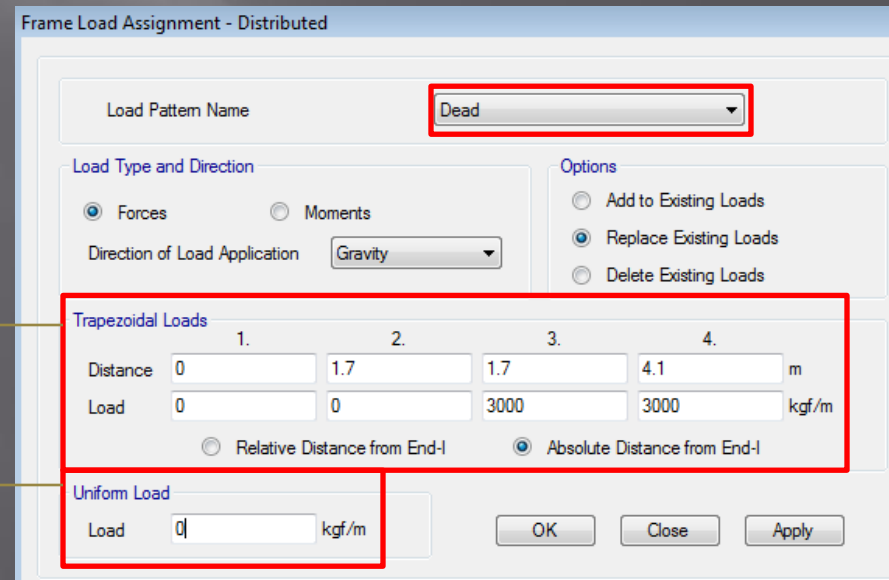 Frame Load Assignment - Distributed
Load Pattern Name Dead
Load Type and Direction
Forces Moments
Direction of Load Application Gravity
Options
Add to Existing Loads
Replace Existing Loads
Delete Existing Loads
Trapezoidal Loads
1. 2. 3. 4.
Distance 0 1.7 1.7 4.1 m
Load 0 0 3000 3000 kgf/m
Relative Distance from End-I Absolute Distance from End-I
Uniform Load
Load 0 kgf/m
OK Close Apply